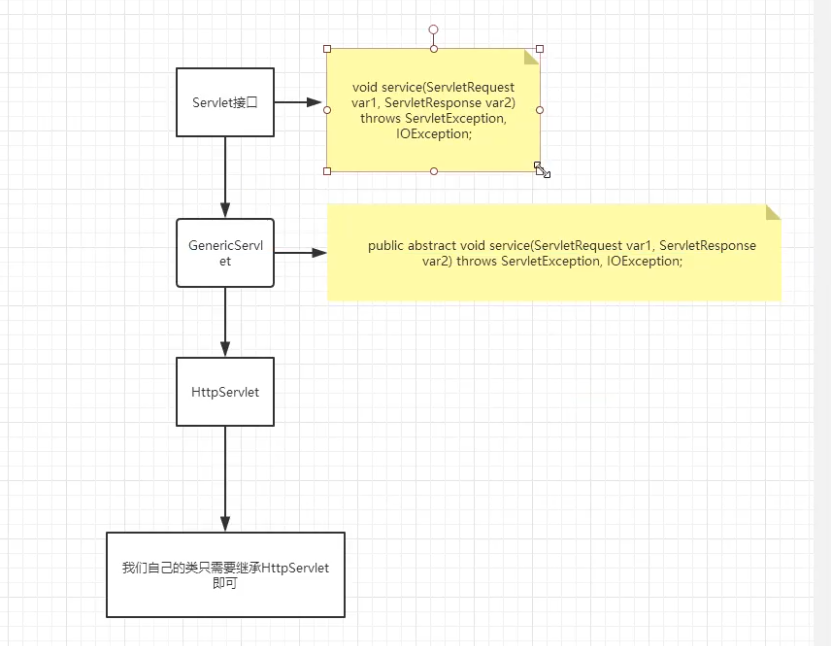 Servlet接口
void service(ServletRequest
var1, ServletResponse var2)
throws ServletException,
IOException;
GenericServl
et
public abstract void service(ServletRequest var1, ServletResponse
var2) throws ServletException, IOException;
HttpServlet
我们自己的类只需要继承HttpServlet
即可